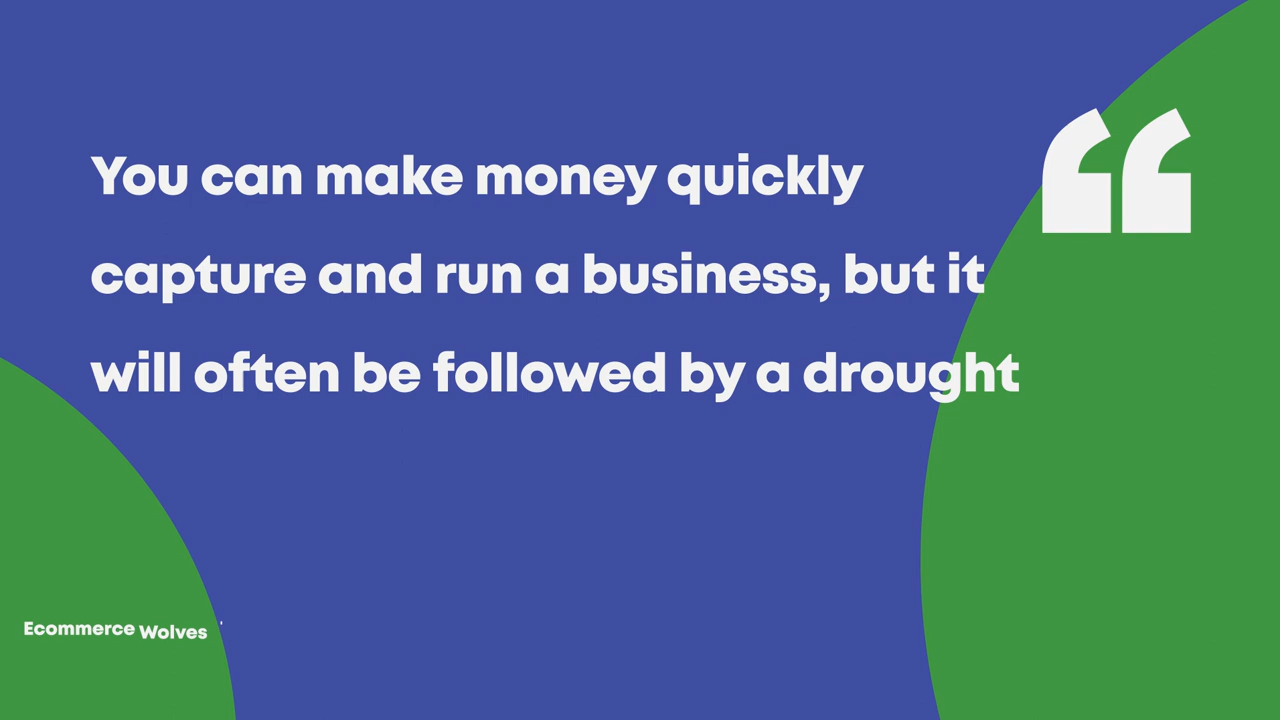 You can make money quickly
capture and run a business, but it
will often be followed by a drought
Ecommerce Wolves